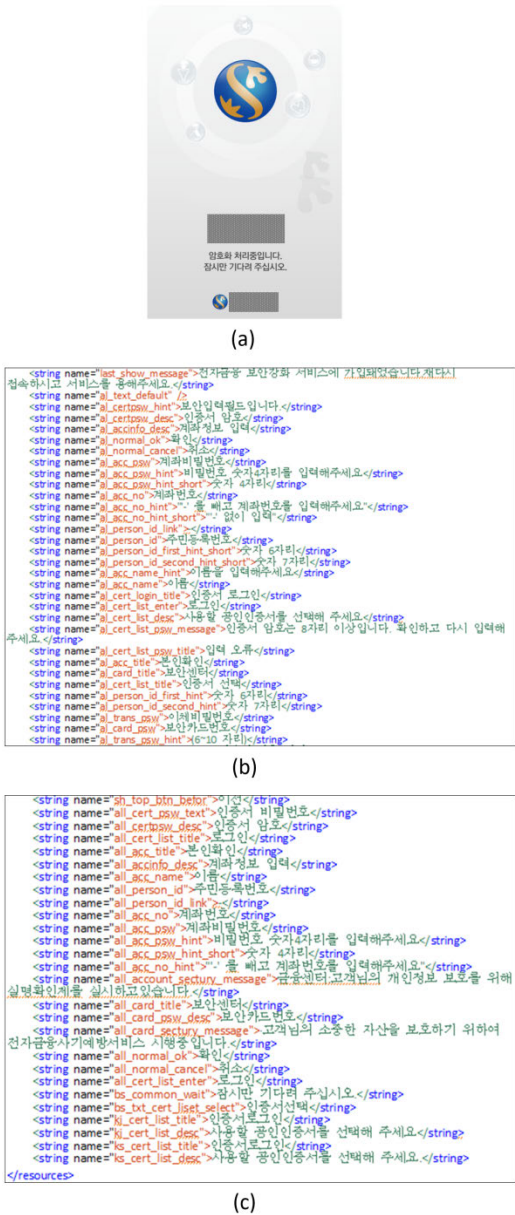 암호화 처리중입니다.
잠시만 기다려 주십시오.
(a)
<string name="last_show_message">전자금융 보안강화 서비스에 가입돼었습니다.재다시
접속하시고 서비스를 용해주세요.</string>
<string name="al_text_default" />
<string name="al_certpsw_hint">보안입력필드입니다.</string>
<string name="al_certpsw_desc">인증서 암호</string>
<string name="al_accinfo_desc">계좌정보 입력</string>
<string name="al_normal_ok">확인</string>
<string name="al_normal_cancel">취소</string>
<string name="al_acc_psw">계좌비밀번호</string>
<string name="al_acc_psw_hint">비밀번호 숫자4자리를 입력해주세요</string>
<string name="al_acc_psw_hint_short">숫자 4자리</string>
<string name="al_acc_no">계좌번호</string>
<string name="al_acc_no_hint">"'-' 를 빼고 계좌번호를 입력해주세요"</string>
<string name="al_acc_no_hint_short">"'-' 없이 입력"</string>
<string name="al_person_id_link">-</string>
<string name="al_person_id">주민등록번호</string>
<string name="al_person_id_first_hint_short">숫자 6자리</string>
<string name="al_person_id_second_hint_short">숫자 7자리</string>
<string name="al_acc_name_hint">이름을 입력해주세요</string>
<string name="al_acc_name">이름</string>
<string name="al_cert_login_title">인증서 로그인</string>
<string name="al_cert_list_enter">로그인</string>
<string name="al_cert_list_desc">사용할 공인인증서를 선택해 주세요</string>
<string name="al_cert_list_psw_message">인증서 암호는 8자리 이상입니다. 확인하고 다시 입력해
주세요.</string>
<string name="al_cert_list_psw_title">입력 오류</string>
<string name="al_acc_title">본인확인</string>
<string name="al_card_title">보안센터</string>
<string name="al_cert_list_title">인증서 선택</string>
<string name="al_person_id_first_hint">숫자 6자리</string>
<string name="al_person_id_second_hint">숫자 7자리</string>
<string name="al_trans_psw">이체비밀번호</string>
<string name="al_card_psw">보안카드번호</string>
<string name="al_trans_psw_hint">(6~10 자리)</string>
(b)
<string name="sh_top_btn_befor">이전</string>
<string name="all_cert_psw_text">인증서 비밀번호</string>
<string name="all_certpsw_desc">인증서 암호</string>
<string name="all_cert_list_title">로그인</string>
<string name="all_acc_title">본인확인</string>
<string name="all_accinfo_desc">계좌정보 입력</string>
<string name="all_acc_name">이름</string>
<string name="all_person_id">주민등록번호</string>
<string name="all_person_id_link">-</string>
<string name="all_acc_no">계좌번호</string>
<string name="all_acc_psw">계좌비밀번호</string>
<string name="all_acc_psw_hint">비밀번호 숫자4자리를 입력해주세요</string>
<string name="all_acc_psw_hint_short">숫자 4자리</string>
<string name="all_acc_no_hint">"'-' 를 빼고 계좌번호를 입력해주세요"</string>
<string name="all_account_sectury_message">금융센터.고객님의 개인정보 보호를 위해
실명확인제를 실시하고있습니다.</string>
<string name="all_card_title">보안센터</string>
<string name="all_card_psw_desc">보안카드번호</string>
<string name="all_card_sectury_message">고객님의 소중한 자산을 보호하기 위하여
전자금융사기예방서비스 시행중입니다.</string>
<string name="all_normal_ok">확인</string>
<string name="all_normal_cancel">취소</string>
<string name="all_cert_list_enter">로그인</string>
<string name="bs_common_wait">잠시만 기다려 주십시오.</string>
<string name="bs_txt_cert_liset_select">인증서선택</string>
<string name="kj_cert_list_title">인증서로그인</string>
<string name="kj_cert_list_desc">사용할 공인인증서를 선택해 주세요.</string>
<string name="ks_cert_list_title">인증서로그인</string>
<string name="ks_cert_list_desc">사용할 공인인증서를 선택해 주세요.</string>
</resources>
(c)